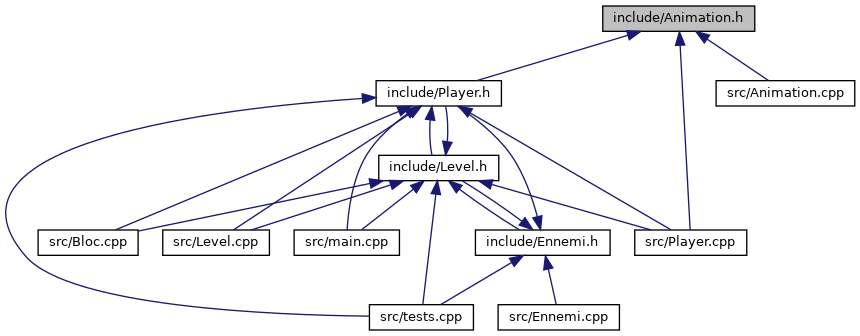 include/Animation.h
include/Player.h
src/Animation.cpp
include/Level.h
src/Bloc.cpp
src/Level.cpp
src/main.cpp
include/Ennemi.h
src/Player.cpp
src/tests.cpp
src/Ennemi.cpp